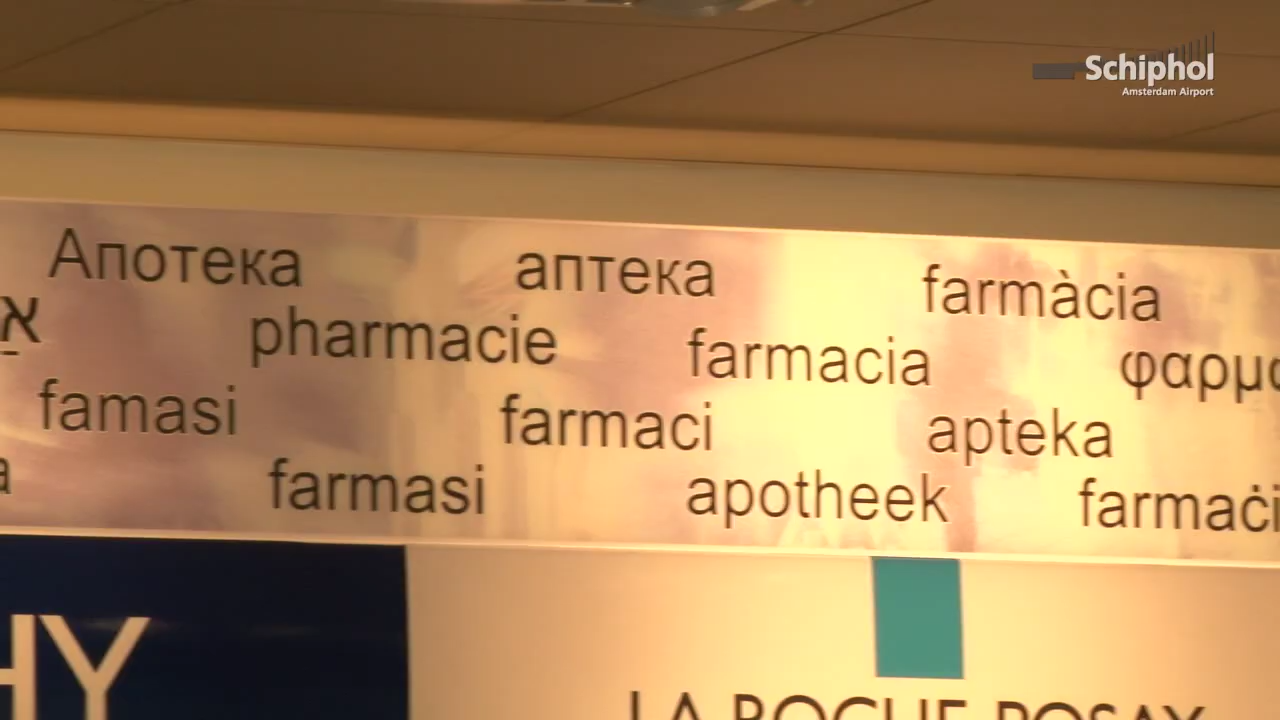 Schiphol
Amsterdam Airport
Апотека аптека farmàcia
pharmacie farmacia
famasi farmaci apteka
farmasi apotheek
LA ROCHE-POSAY